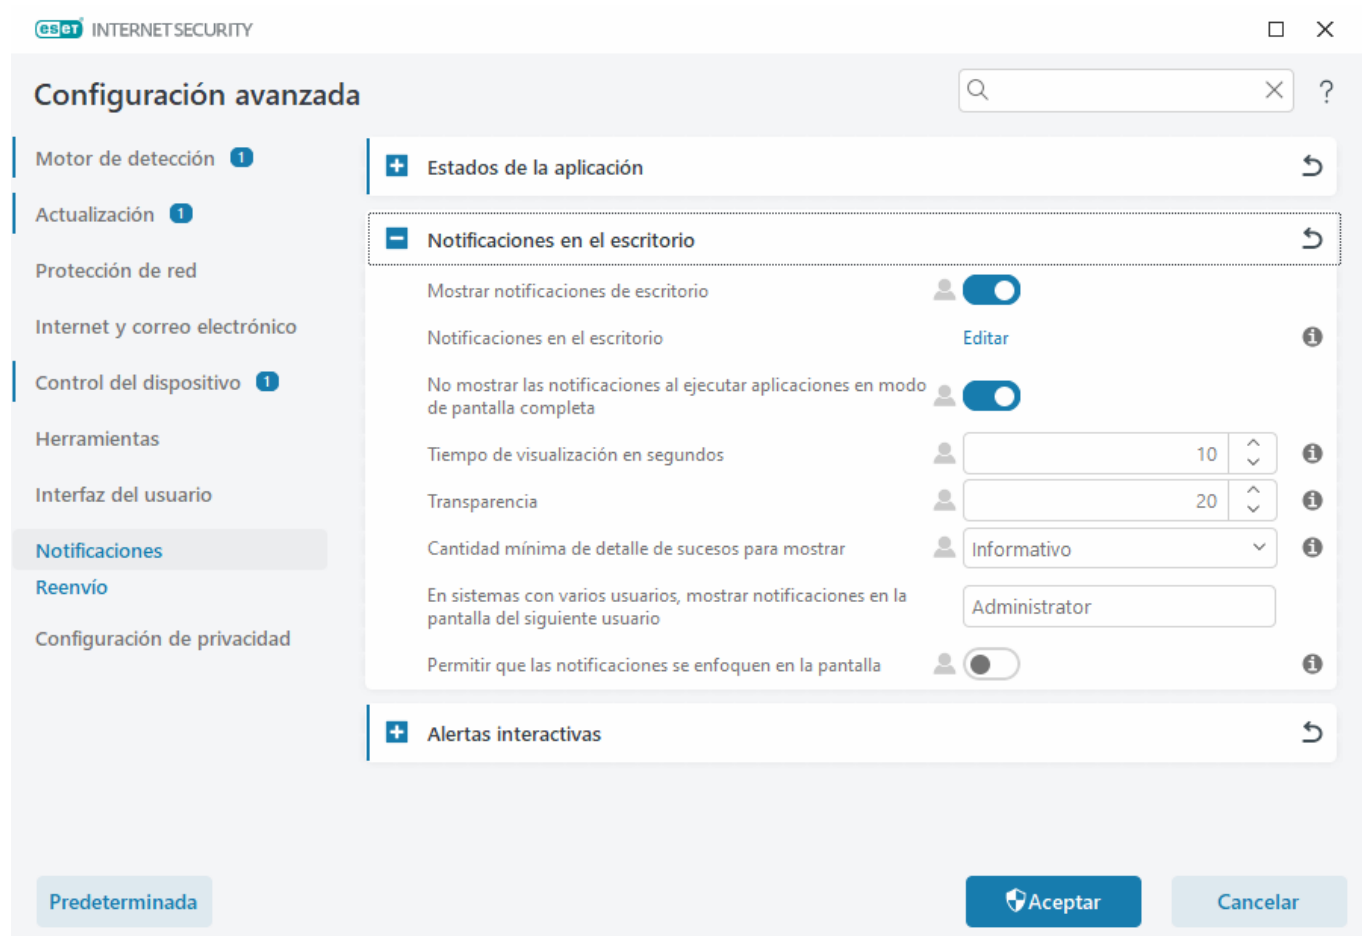 eseT INTERNET SECURITY
Configuración avanzada
?
Motor de detección 1
Actualización 1
Protección de red
Internet y correo electrónico
Control del dispositivo 1
Herramientas
Interfaz del usuario
Notificaciones
Reenvío
Configuración de privacidad
Estados de la aplicación
Notificaciones en el escritorio
Mostrar notificaciones de escritorio
Notificaciones en el escritorio Editar
No mostrar las notificaciones al ejecutar aplicaciones en modo
de pantalla completa
Tiempo de visualización en segundos 10
Transparencia 20
Cantidad mínima de detalle de sucesos para mostrar Informativo
En sistemas con varios usuarios, mostrar notificaciones en la
pantalla del siguiente usuario Administrator
Permitir que las notificaciones se enfoquen en la pantalla
Alertas interactivas
Predeterminada Aceptar Cancelar